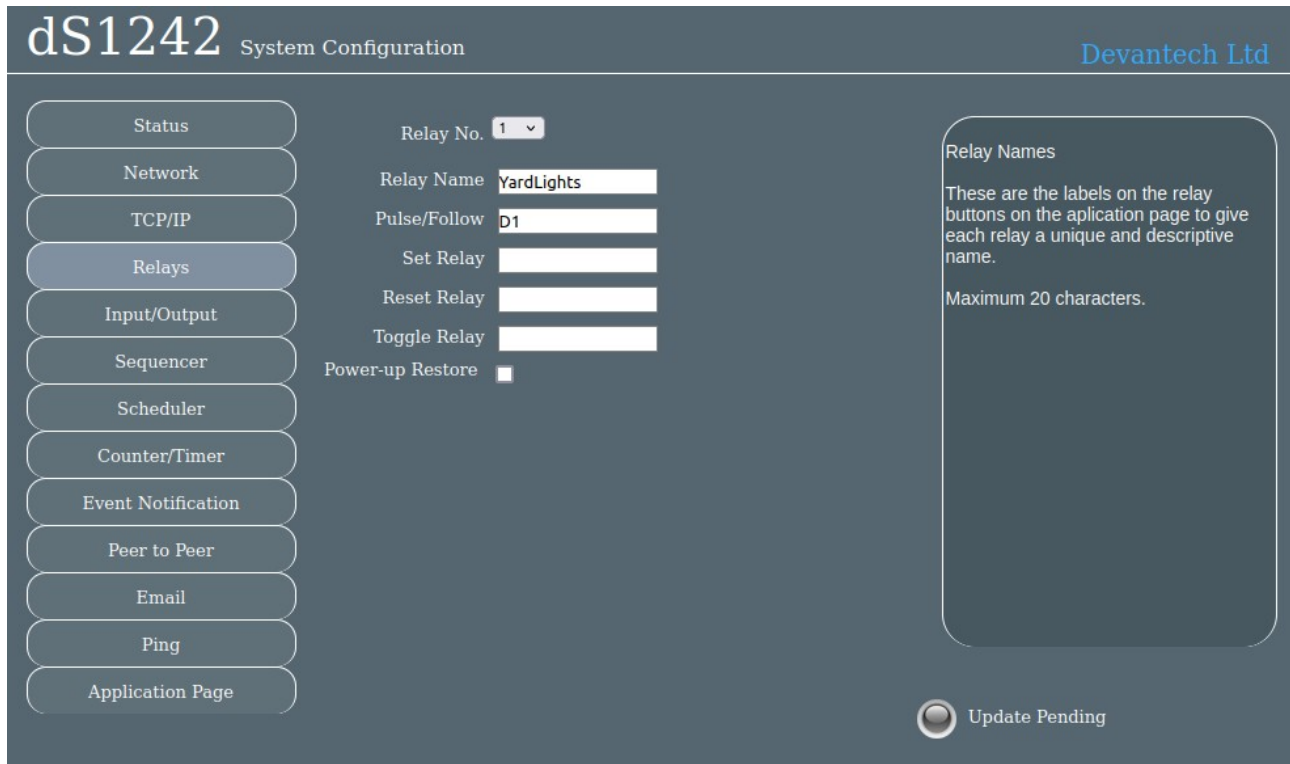 dS1242 System Configuration
Devantech Ltd
Status
Network
TCP/IP
Relays
Input/Output
Sequencer
Scheduler
Counter/Timer
Event Notification
Peer to Peer
Email
Ping
Application Page
Relay No. 1
Relay Name YardLights
Pulse/Follow D1
Set Relay
Reset Relay
Toggle Relay
Power-up Restore
Relay Names
These are the labels on the relay
buttons on the aplication page to give
each relay a unique and descriptive
name.
Maximum 20 characters.
Update Pending